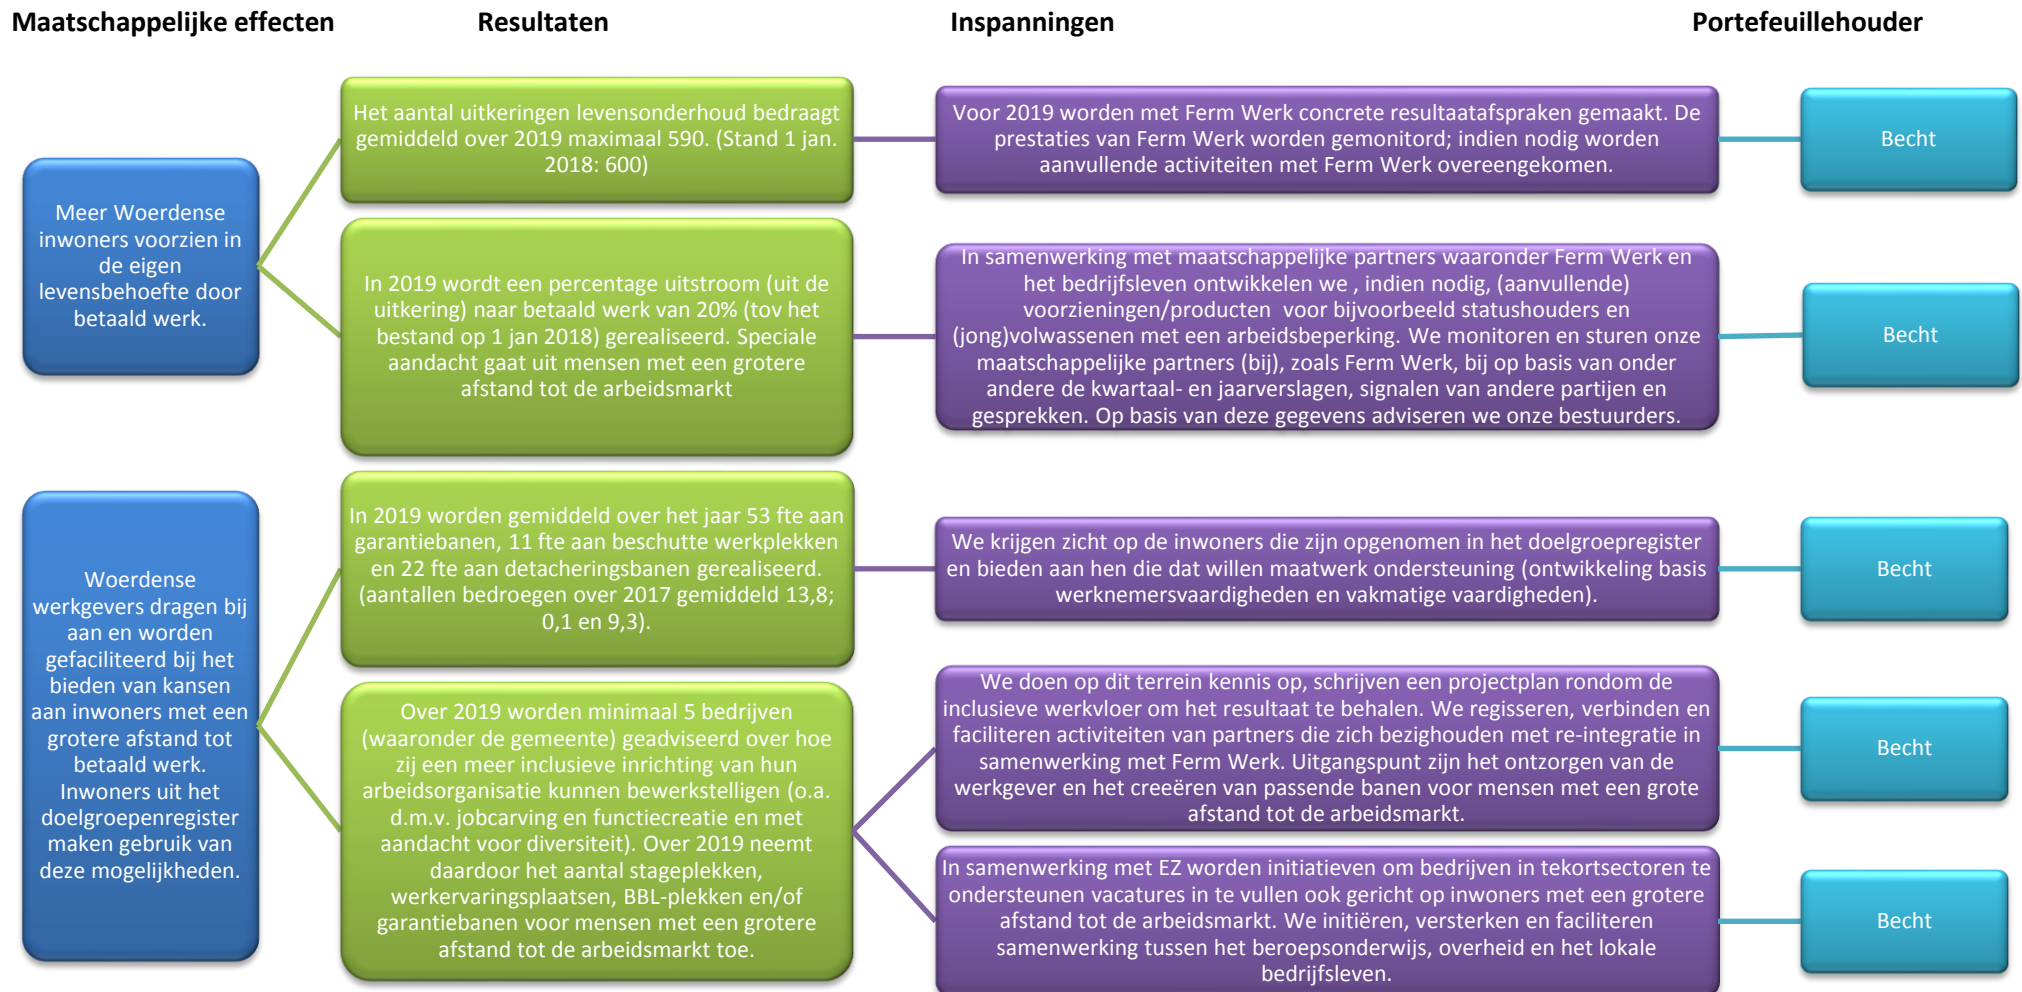 Maatschappelijke effecten
Resultaten
Inspanningen
Portefeuillehouder
Meer Woerdense
inwoners voorzien in
de eigen
levensbehoefte door
betaald werk.
Het aantal uitkeringen levensonderhoud bedraagt
gemiddeld over 2019 maximaal 590. (Stand 1 jan.
2018: 600)
Voor 2019 worden met Ferm Werk concrete resultaatafspraken gemaakt. De
prestaties van Ferm Werk worden gemonitord; indien nodig worden
aanvullende activiteiten met Ferm Werk overeengekomen.
Becht
In 2019 wordt een percentage uitstroom (uit de
uitkering) naar betaald werk van 20% (tov het
bestand op 1 jan 2018) gerealiseerd. Speciale
aandacht gaat uit mensen met een grotere
afstand tot de arbeidsmarkt
In samenwerking met maatschappelijke partners waaronder Ferm Werk en
het bedrijfsleven ontwikkelen we , indien nodig, (aanvullende)
voorzieningen/producten  voor bijvoorbeeld statushouders en
(jong)volwassenen met een arbeidsbeperking. We monitoren en sturen onze
maatschappelijke partners (bij), zoals Ferm Werk, bij op basis van onder
andere de kwartaal- en jaarverslagen, signalen van andere partijen en
gesprekken. Op basis van deze gegevens adviseren we onze bestuurders.
Becht
Woerdense
werkgevers dragen bij
aan en worden
gefaciliteerd bij het
bieden van kansen
aan inwoners met een
grotere afstand tot
betaald werk.
Inwoners uit het
doelgroepenregister
maken gebruik van
deze mogelijkheden.
In 2019 worden gemiddeld over het jaar 53 fte aan
garantiebanen, 11 fte aan beschutte werkplekken
en 22 fte aan detacheringsbanen gerealiseerd.
(aantallen bedroegen over 2017 gemiddeld 13,8;
0,1 en 9,3).
We krijgen zicht op de inwoners die zijn opgenomen in het doelgroepregister
en bieden aan hen die dat willen maatwerk ondersteuning (ontwikkeling basis
werknemersvaardigheden en vakmatige vaardigheden).
Becht
Over 2019 worden minimaal 5 bedrijven
(waaronder de gemeente) geadviseerd over hoe
zij een meer inclusieve inrichting van hun
arbeidsorganisatie kunnen bewerkstelligen (o.a.
d.m.v. jobcarving en functiecreatie en met
aandacht voor diversiteit). Over 2019 neemt
daardoor het aantal stageplekken,
werkervaringsplaatsen, BBL-plekken en/of
garantiebanen voor mensen met een grotere
afstand tot de arbeidsmarkt toe.
We doen op dit terrein kennis op, schrijven een projectplan rondom de
inclusieve werkvloer om het resultaat te behalen. We regisseren, verbinden en
faciliteren activiteiten van partners die zich bezighouden met re-integratie in
samenwerking met Ferm Werk. Uitgangspunt zijn het ontzorgen van de
werkgever en het creeëren van passende banen voor mensen met een grote
afstand tot de arbeidsmarkt.
Becht
In samenwerking met EZ worden initiatieven om bedrijven in tekortsectoren te
ondersteunen vacatures in te vullen ook gericht op inwoners met een grotere
afstand tot de arbeidsmarkt. We initiëren, versterken en faciliteren
samenwerking tussen het beroepsonderwijs, overheid en het lokale
bedrijfsleven.
Becht